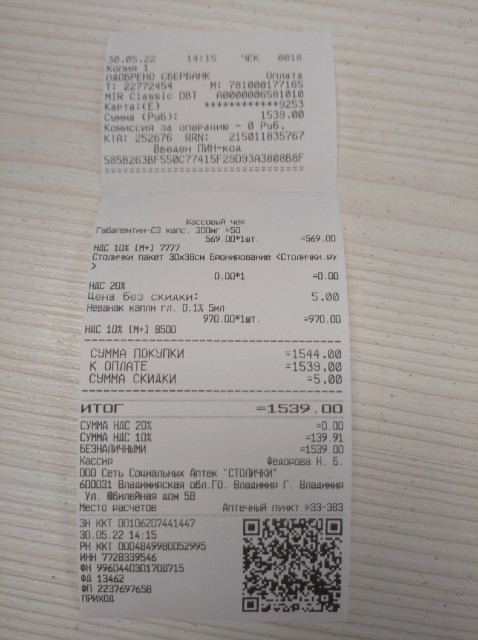 30.05.22 14:15 ЧЕК 0018
Копия 1
ОДОБРЕНО СБЕРБАНК Оплата
Т: 22772454 М: 781000177165
MIR Classic DBT A0000006581010
Карта:(E) ************9253
Сумма (Руб): 1539.00
Комиссия за операцию - 0 Руб.
KIA: 252676 RRN: 215011835767
Введен ПИН-код
585B263BF550C77415F29D93A3808B8F
Кассовый чек
Габапентин-СЗ капс. 300мг №50
569.00*1шт. =569.00
НДС 10% [М+] 7777
Столички пакет 30х38см Бронирование <Столички.ру
>
0.00*1 =0.00
НДС 20%
Цена без скидки: 5.00
Неванак капли гл. 0.1% 5мл
970.00*1шт. =970.00
НДС 10% [М+] 8500
СУММА ПОКУПКИ =1544.00
К ОПЛАТЕ =1539.00
СУММА СКИДКИ =5.00
ИТОГ =1539.00
СУММА НДС 20% =0.00
СУММА НДС 10% =139.91
БЕЗНАЛИЧНЫМИ =1539.00
Кассир Федорова Н. Б.
ООО Сеть Социальных Аптек "СТОЛИЧКИ"
600031 Владимирская обл.ГО. Владимир Г. Владимир
Ул. Юбилейная дом 58
Место расчетов Аптечный пункт №33-383
ЗН ККТ 00106207441447
30.05.22 14:15
РН ККТ 0004849980052995
ИНН 7728339546
ФН 9960440301708715
ФД 13462
ФП 2237697658
ПРИХОД